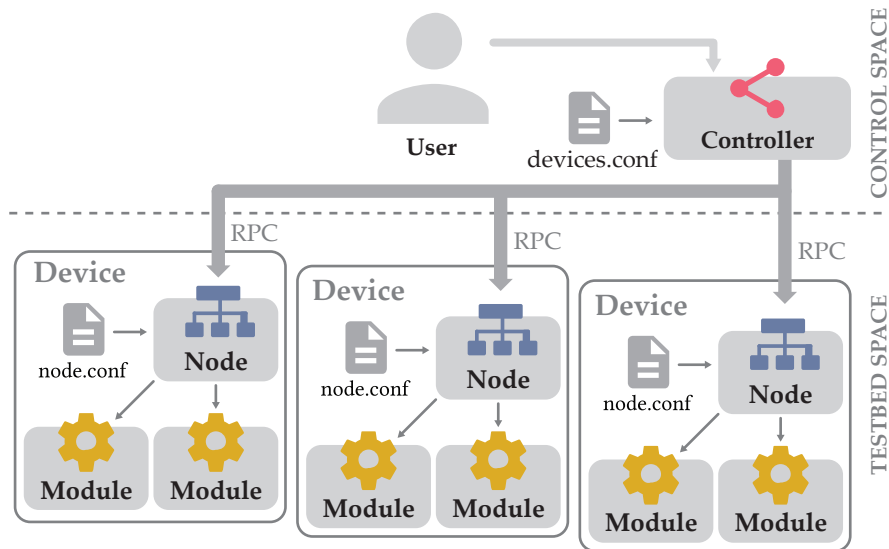 User
devices.conf
Controller
CONTROL SPACE
RPC
RPC
RPC
Device
node.conf
Node
Module
Module
Device
node.conf
Node
Module
Module
Device
node.conf
Node
Module
Module
TESTBED SPACE